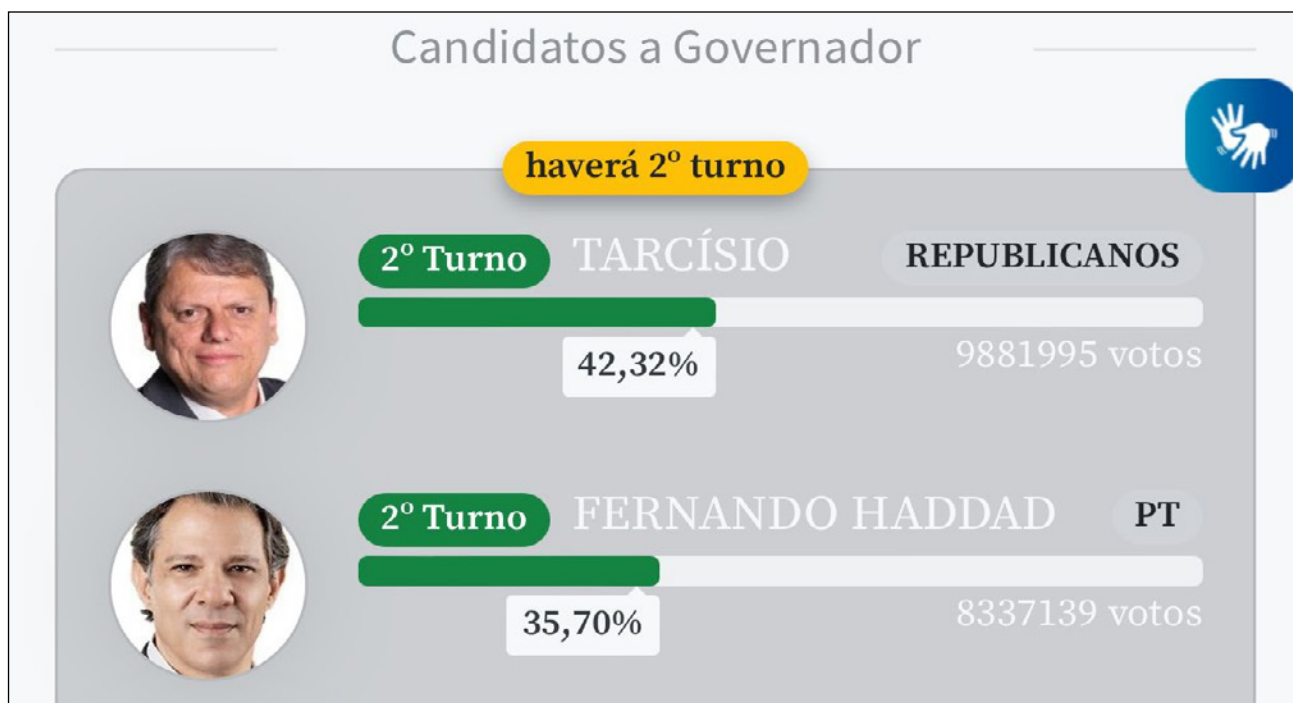 Candidatos a Governador
haverá 2º turno
2º Turno TARCÍSIO REPUBLICANOS
42,32% 9881995 votos
2º Turno FERNANDO HADDAD PT
35,70% 8337139 votos